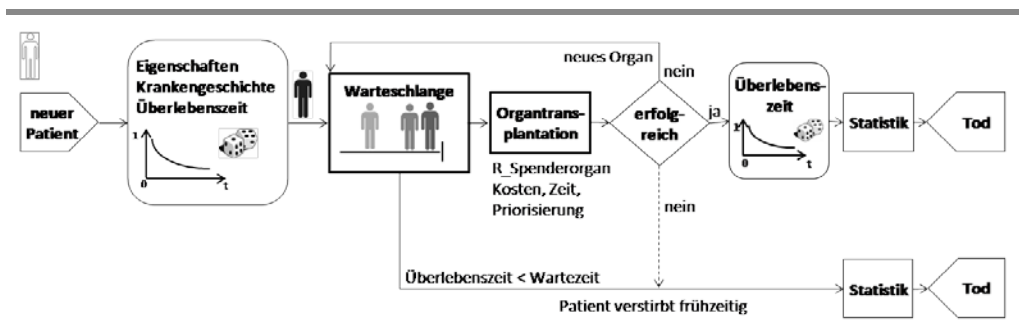 neuer
Patient
Eigenschaften
Krankengeschichte
Überlebenszeit
1
0
t
Warteschlange
Organtrans-
plantation
R_Spenderorgan
Kosten, Zeit,
Priorisierung
neues Organ
nein
erfolg-
reich
ja
nein
Überlebens-
zeit
1
0
t
Statistik
Tod
Überlebenszeit < Wartezeit
Patient verstirbt frühzeitig
Statistik
Tod